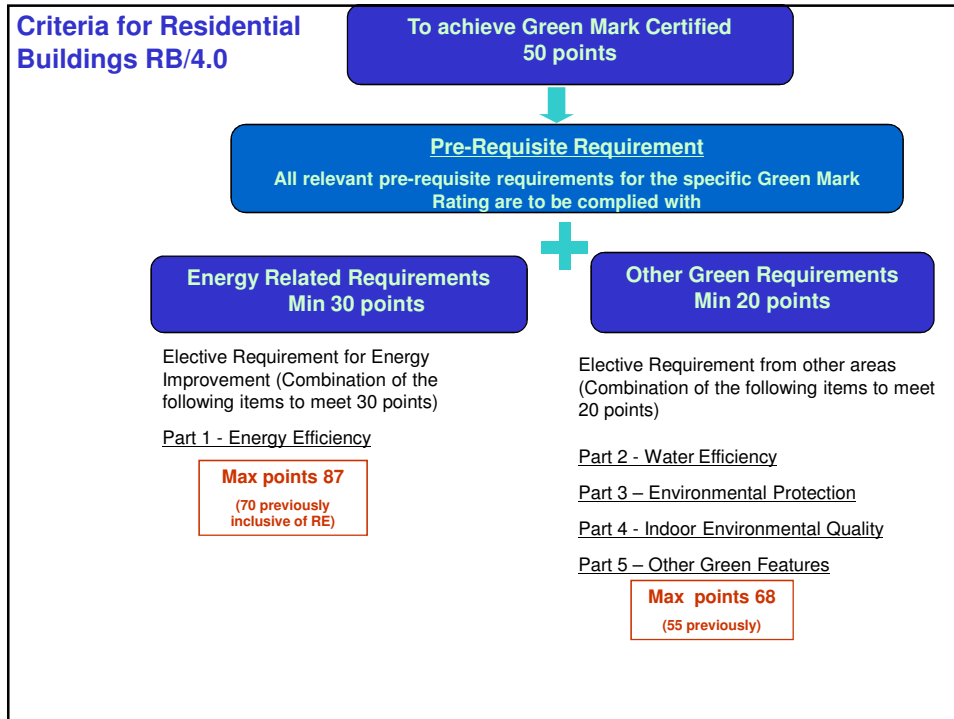 Criteria for Residential
Buildings RB/4.0
To achieve Green Mark Certified
50 points
Pre-Requisite Requirement
All relevant pre-requisite requirements for the specific Green Mark
Rating are to be complied with
Energy Related Requirements
Min 30 points
Elective Requirement for Energy
Improvement (Combination of the
following items to meet 30 points)
Part 1 - Energy Efficiency
Max points 87
(70 previously
inclusive of RE)
Other Green Requirements
Min 20 points
Elective Requirement from other areas
(Combination of the following items to meet
20 points)
Part 2 - Water Efficiency
Part 3 – Environmental Protection
Part 4 - Indoor Environmental Quality
Part 5 – Other Green Features
Max points 68
(55 previously)